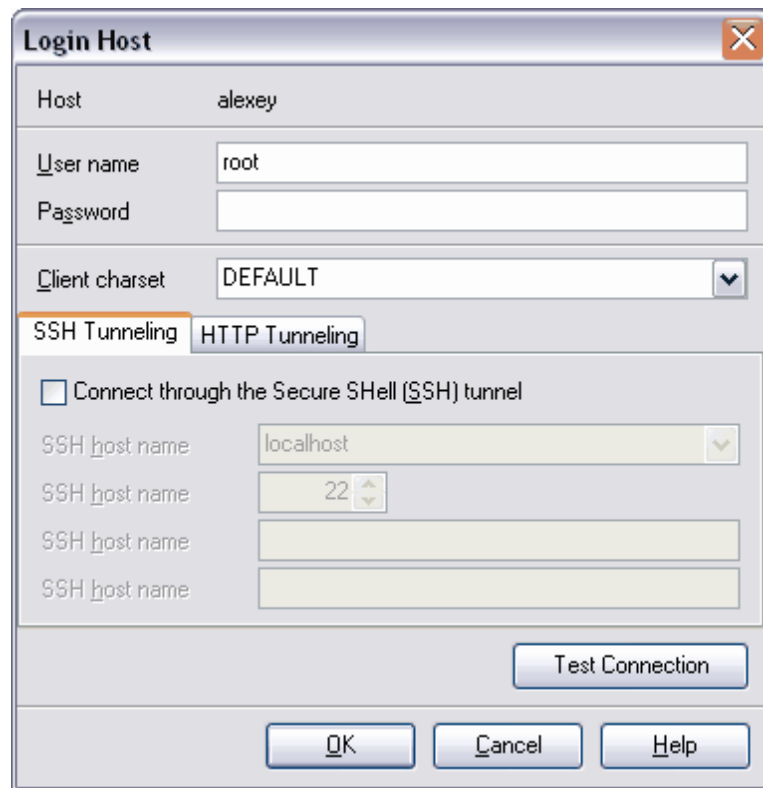 Login Host
Host alexey
User name root
Password
Client charset DEFAULT
SSH Tunneling HTTP Tunneling
Connect through the Secure SHell (SSH) tunnel
SSH host name localhost
SSH host name 22
SSH host name
SSH host name
Test Connection
OK Cancel Help